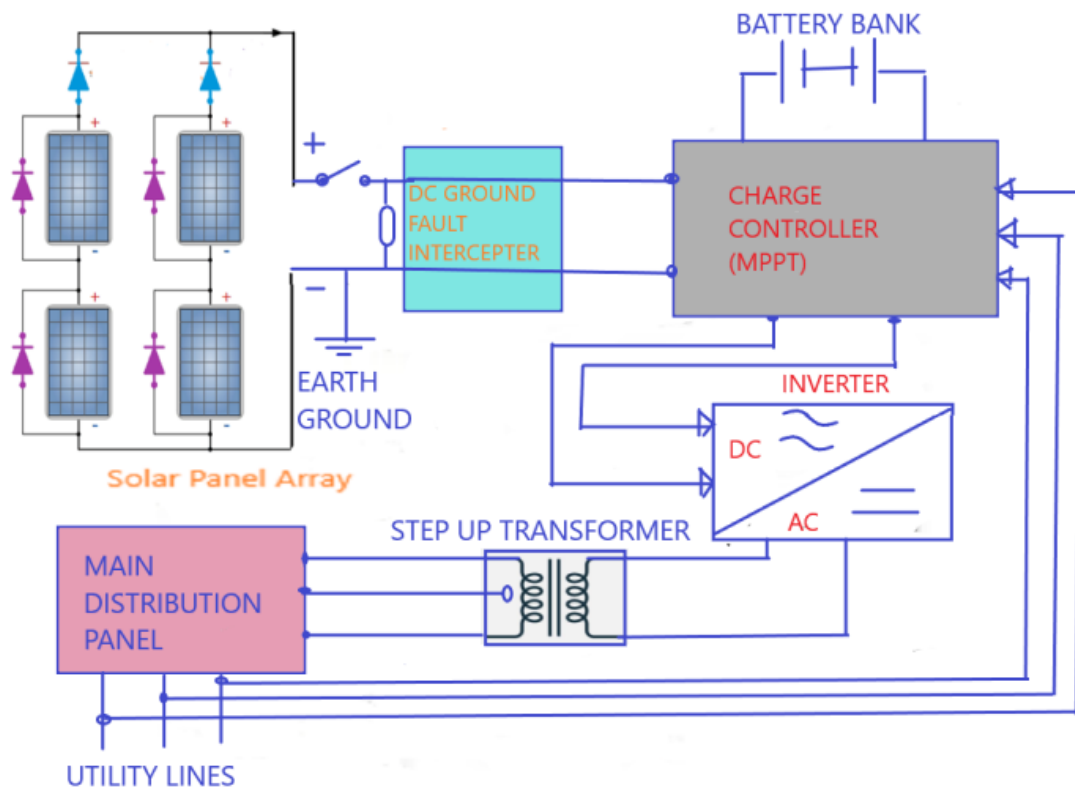 BATTERY BANK
+
+
+
DC GROUND
FAULT
INTERCEPTER
CHARGE
CONTROLLER
(MPPT)
-
-
-
+
+
EARTH
GROUND
-
-
INVERTER
DC
AC
Solar Panel Array
STEP UP TRANSFORMER
MAIN
DISTRIBUTION
PANEL
UTILITY LINES